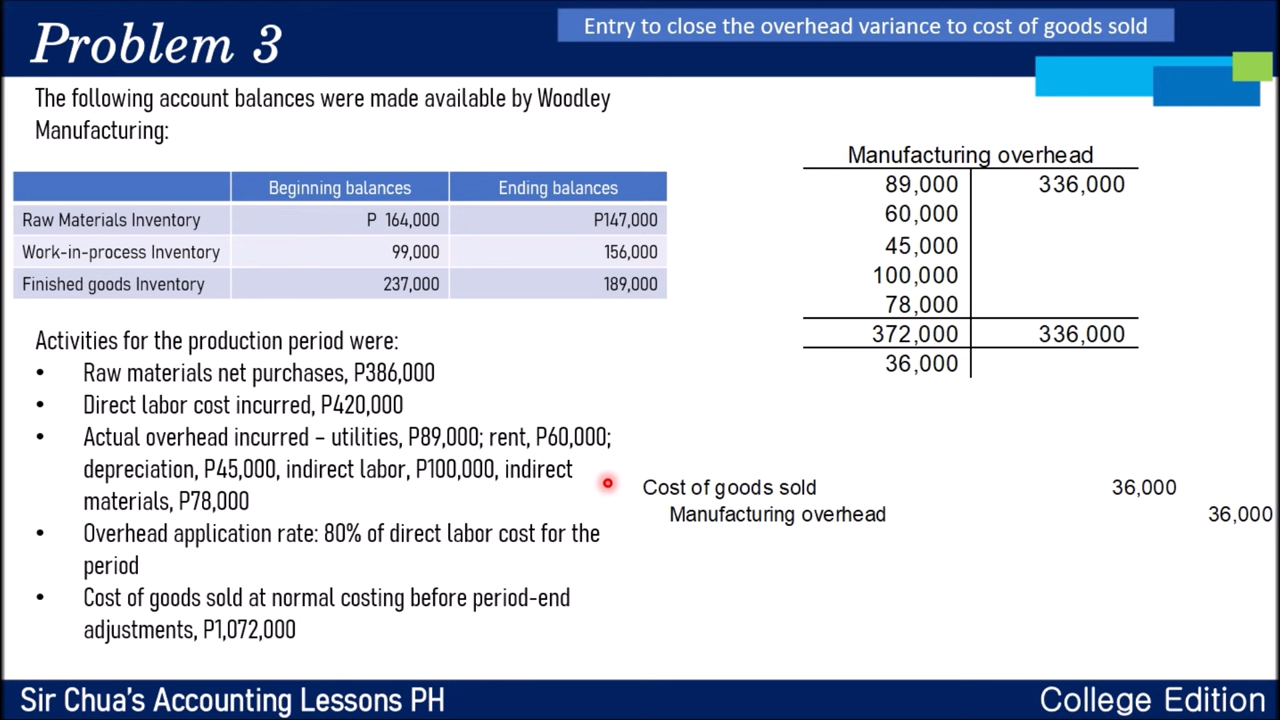 Problem 3
Entry to close the overhead variance to cost of goods sold
The following account balances were made available by Woodley
Manufacturing:
Beginning balances Ending balances
Raw Materials Inventory P 164,000 P147,000
Work-in-process Inventory 99,000 156,000
Finished goods Inventory 237,000 189,000
Activities for the production period were:
• Raw materials net purchases, P386,000
• Direct labor cost incurred, P420,000
• Actual overhead incurred – utilities, P89,000; rent, P60,000;
depreciation, P45,000, indirect labor, P100,000, indirect
materials, P78,000
• Overhead application rate: 80% of direct labor cost for the
period
• Cost of goods sold at normal costing before period-end
adjustments, P1,072,000
Manufacturing overhead
89,000 336,000
60,000
45,000
100,000
78,000
372,000 336,000
36,000
Cost of goods sold 36,000
Manufacturing overhead 36,000
Sir Chua's Accounting Lessons PH
College Edition